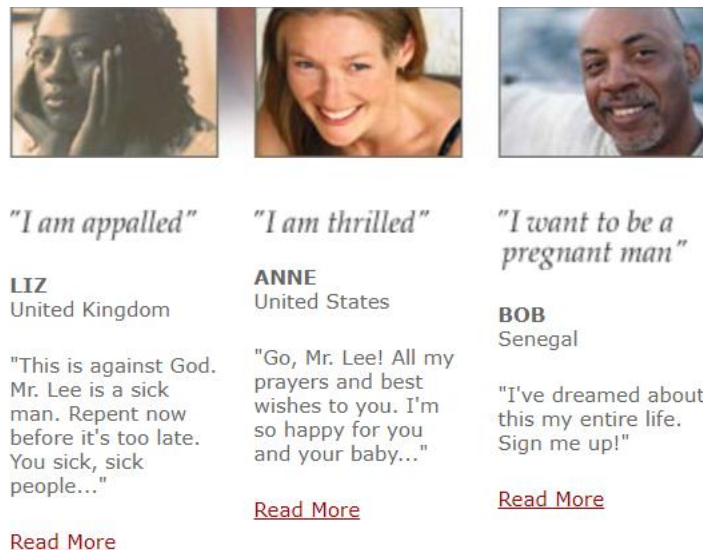 "I am appalled"
LIZ
United Kingdom
"This is against God.
Mr. Lee is a sick
man. Repent now
before it's too late.
You sick, sick
people..."
Read More
"I am thrilled"
ANNE
United States
"Go, Mr. Lee! All my
prayers and best
wishes to you. I'm
so happy for you
and your baby..."
Read More
"I want to be a
pregnant man"
BOB
Senegal
"I've dreamed about
this my entire life.
Sign me up!"
Read More